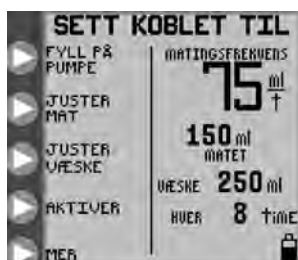 SETT KOBLET TIL
FYLL PÅ
PUMPE
JUSTER
MAT
JUSTER
VÆSKE
AKTIVER
MER
MATINGSFREKVENS
75 ml
t
150 ml
MATET
VÆSKE 250 ml
HVER 8 time